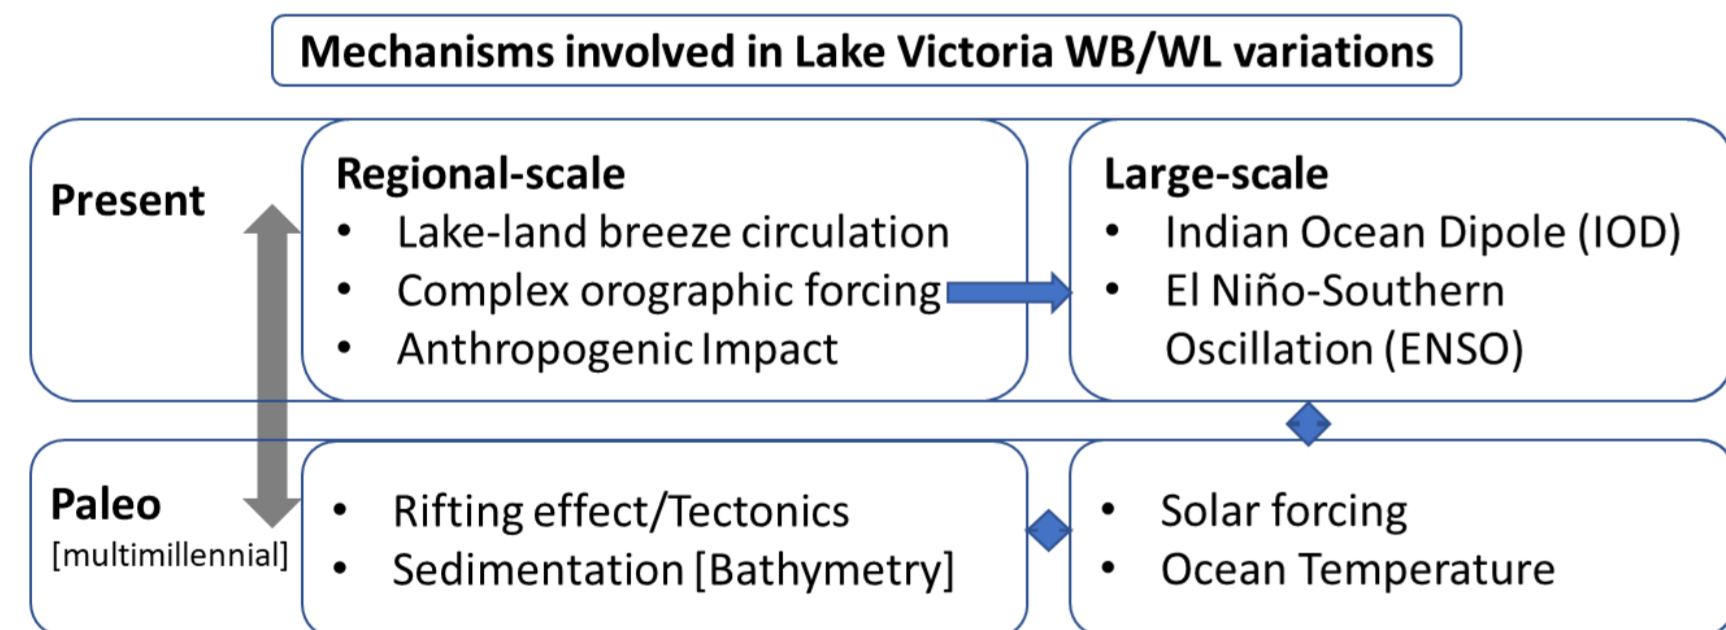 Mechanisms involved in Lake Victoria WB/WL variations
Present
Regional-scale
• Lake-land breeze circulation
• Complex orographic forcing
• Anthropogenic Impact
Large-scale
• Indian Ocean Dipole (IOD)
• El Niño-Southern
Oscillation (ENSO)
Paleo
[multimillennial]
• Rifting effect/Tectonics
• Sedimentation [Bathymetry]
• Solar forcing
• Ocean Temperature